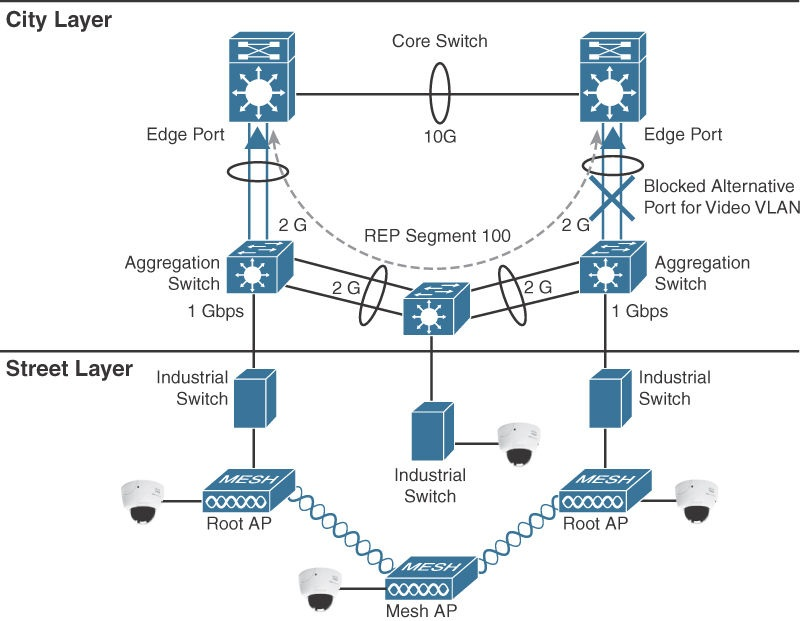 City Layer
Core Switch
Edge Port
10G
Edge Port
Blocked Alternative
Port for Video VLAN
2 G
REP Segment 100
2 G
Aggregation
Switch
2 G
2 G
Aggregation
Switch
1 Gbps
1 Gbps
Street Layer
Industrial
Switch
Industrial
Switch
Industrial
Switch
MESH
Root AP
MESH
Root AP
MESH
Mesh AP